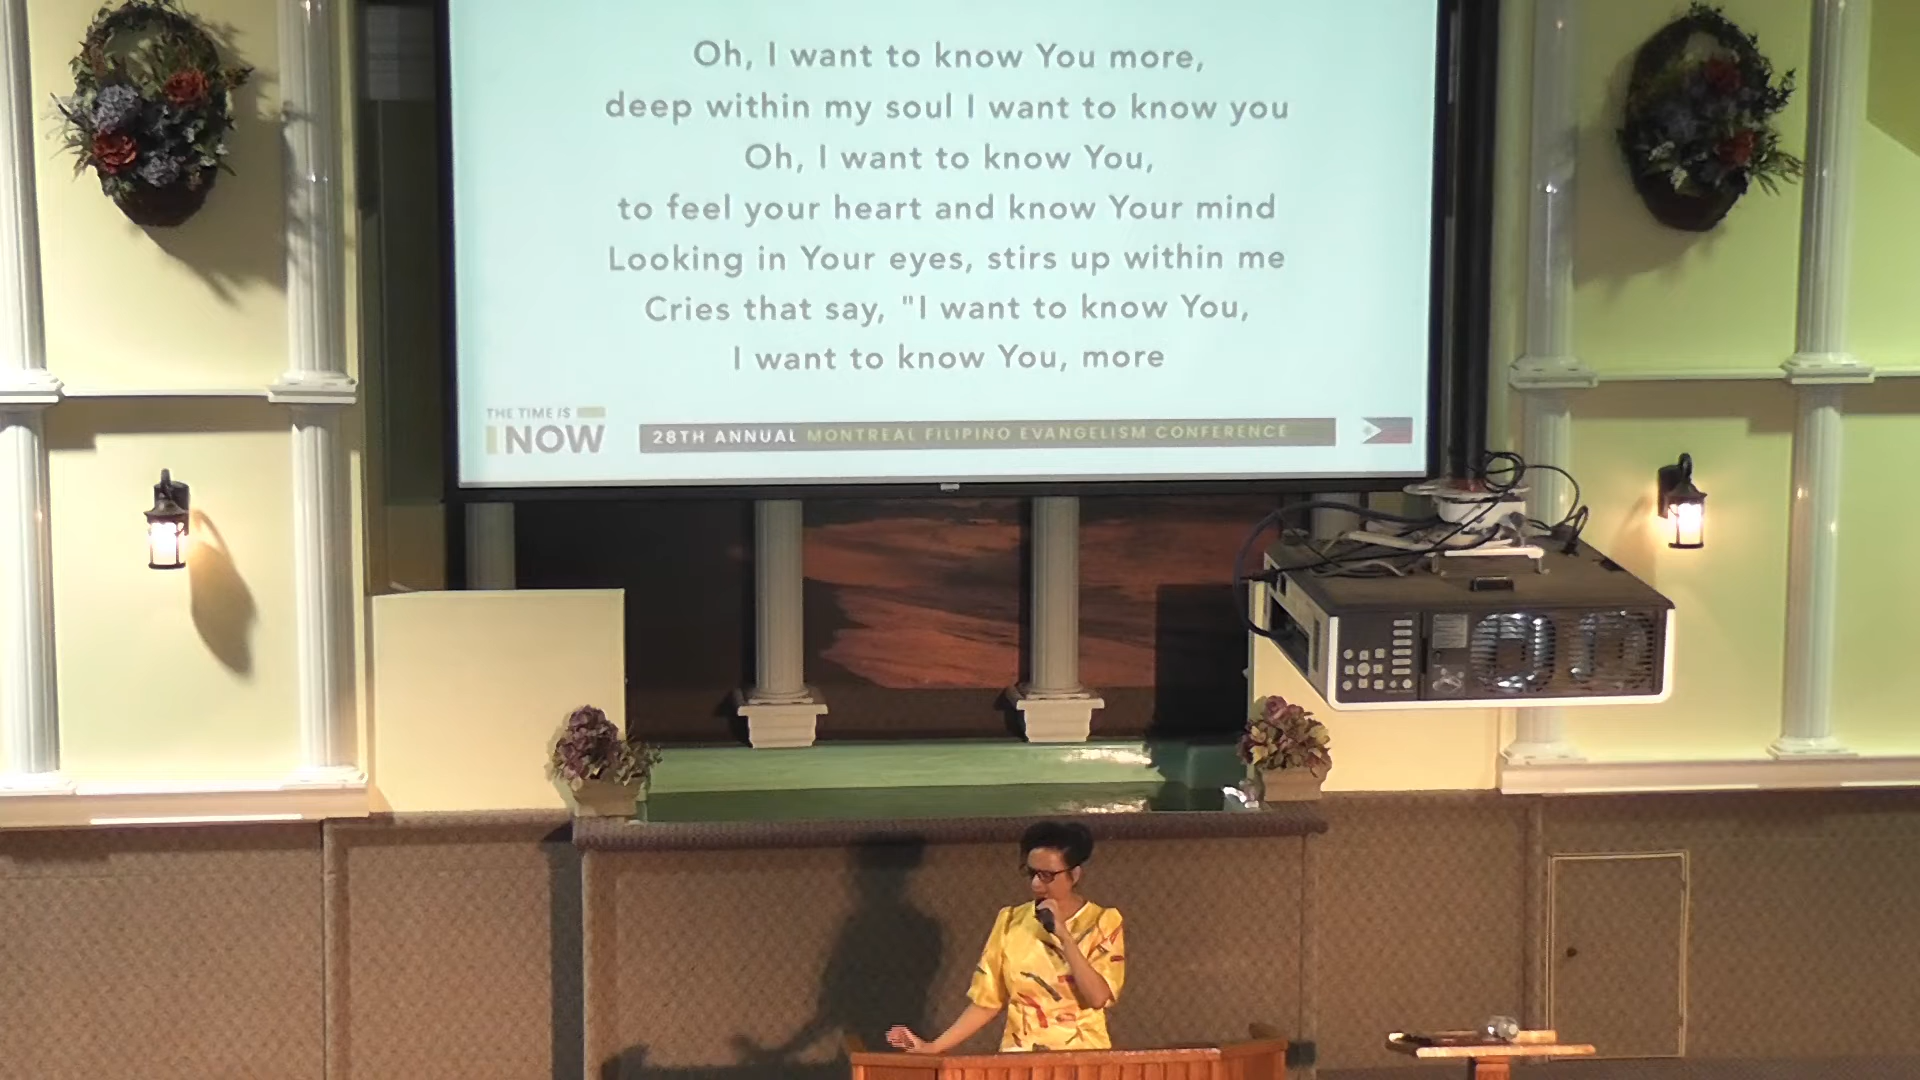 Oh, I want to know You more,
deep within my soul I want to know you
Oh, I want to know You,
to feel your heart and know Your mind
Looking in Your eyes, stirs up within me
Cries that say, "I want to know You,
I want to know You, more
THE TIME IS
NOW
28TH ANNUAL MONTREAL FILIPINO EVANGELISM CONFERENCE